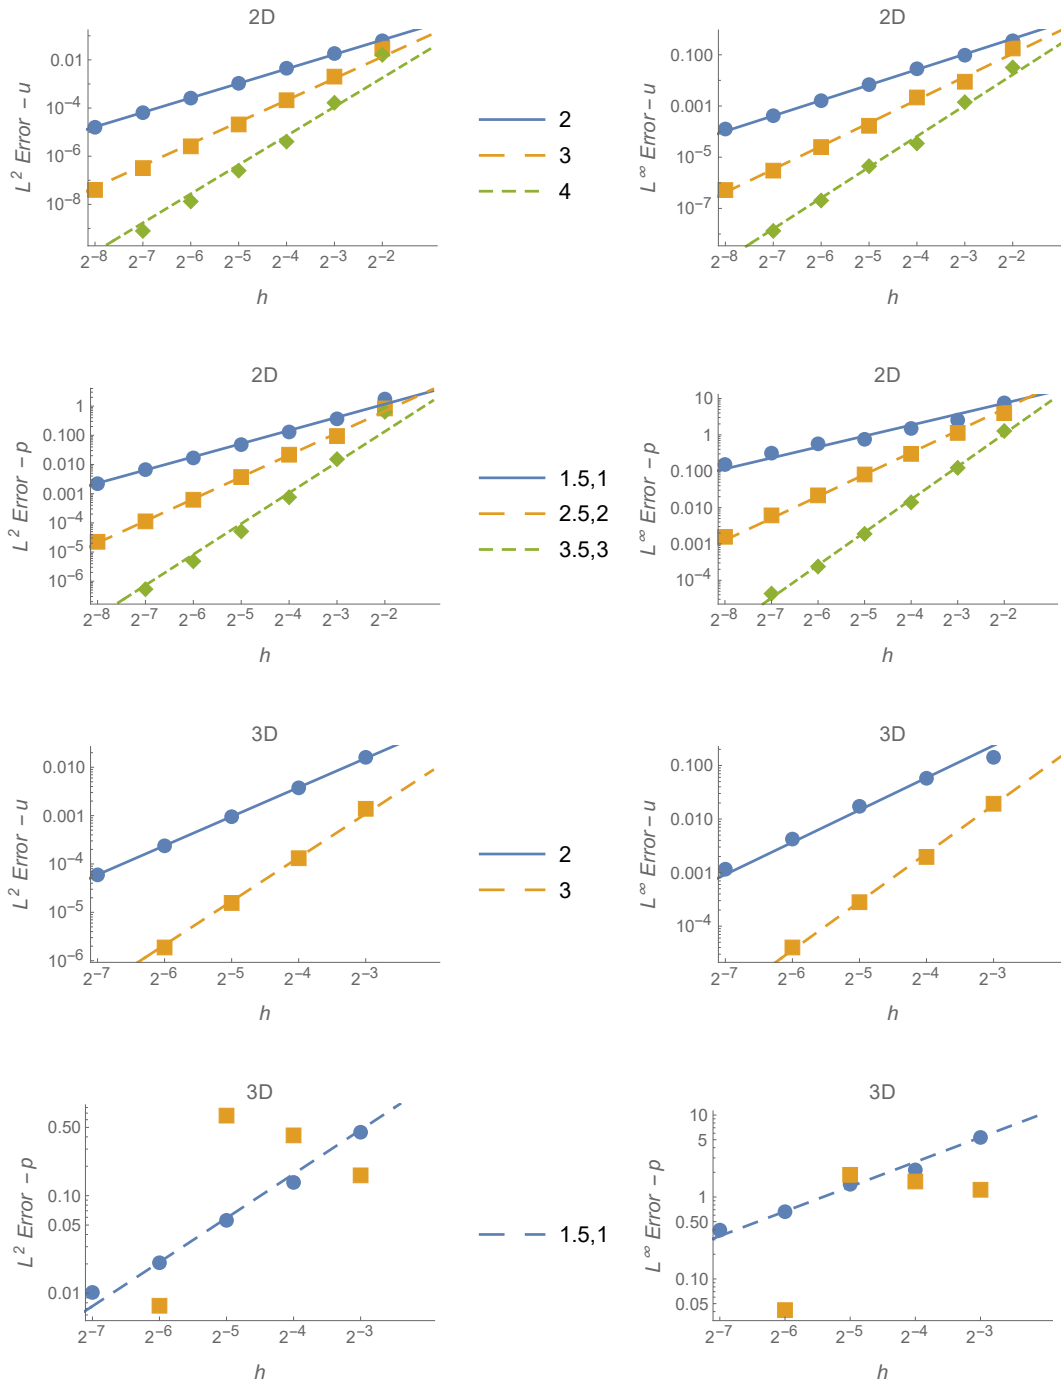 2D
L² Error – u
0.01
10⁻⁴
10⁻⁶
10⁻⁸
2⁻⁸ 2⁻⁷ 2⁻⁶ 2⁻⁵ 2⁻⁴ 2⁻³ 2⁻²
h
2
3
4
2D
L^∞ Error – u
0.100
0.001
10⁻⁵
10⁻⁷
2⁻⁸ 2⁻⁷ 2⁻⁶ 2⁻⁵ 2⁻⁴ 2⁻³ 2⁻²
h
2D
L² Error – p
1
0.100
0.010
0.001
10⁻⁴
10⁻⁵
10⁻⁶
2⁻⁸ 2⁻⁷ 2⁻⁶ 2⁻⁵ 2⁻⁴ 2⁻³ 2⁻²
h
1.5,1
2.5,2
3.5,3
2D
L^∞ Error – p
10
1
0.100
0.010
0.001
10⁻⁴
2⁻⁸ 2⁻⁷ 2⁻⁶ 2⁻⁵ 2⁻⁴ 2⁻³ 2⁻²
h
3D
L² Error – u
0.010
0.001
10⁻⁴
10⁻⁵
10⁻⁶
2⁻⁷ 2⁻⁶ 2⁻⁵ 2⁻⁴ 2⁻³
h
2
3
3D
L^∞ Error – u
0.100
0.010
0.001
10⁻⁴
2⁻⁷ 2⁻⁶ 2⁻⁵ 2⁻⁴ 2⁻³
h
3D
L² Error – p
0.50
0.10
0.05
0.01
2⁻⁷ 2⁻⁶ 2⁻⁵ 2⁻⁴ 2⁻³
h
1.5,1
3D
L^∞ Error – p
10
5
1
0.50
0.10
0.05
2⁻⁷ 2⁻⁶ 2⁻⁵ 2⁻⁴ 2⁻³
h